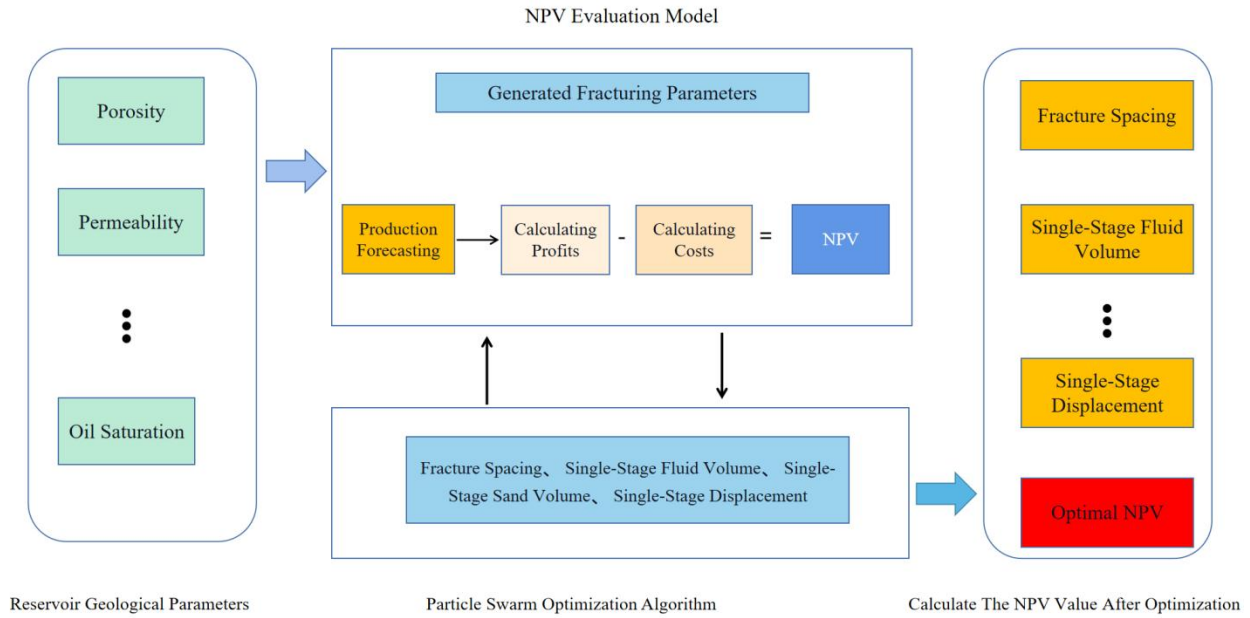 NPV Evaluation Model
Porosity
Permeability
Oil Saturation
Reservoir Geological Parameters
Generated Fracturing Parameters
Production
Forecasting
Calculating
Profits
-
Calculating
Costs
=
NPV
Fracture Spacing、 Single-Stage Fluid Volume、 Single-
Stage Sand Volume、 Single-Stage Displacement
Particle Swarm Optimization Algorithm
Fracture Spacing
Single-Stage Fluid
Volume
Single-Stage
Displacement
Optimal NPV
Calculate The NPV Value After Optimization